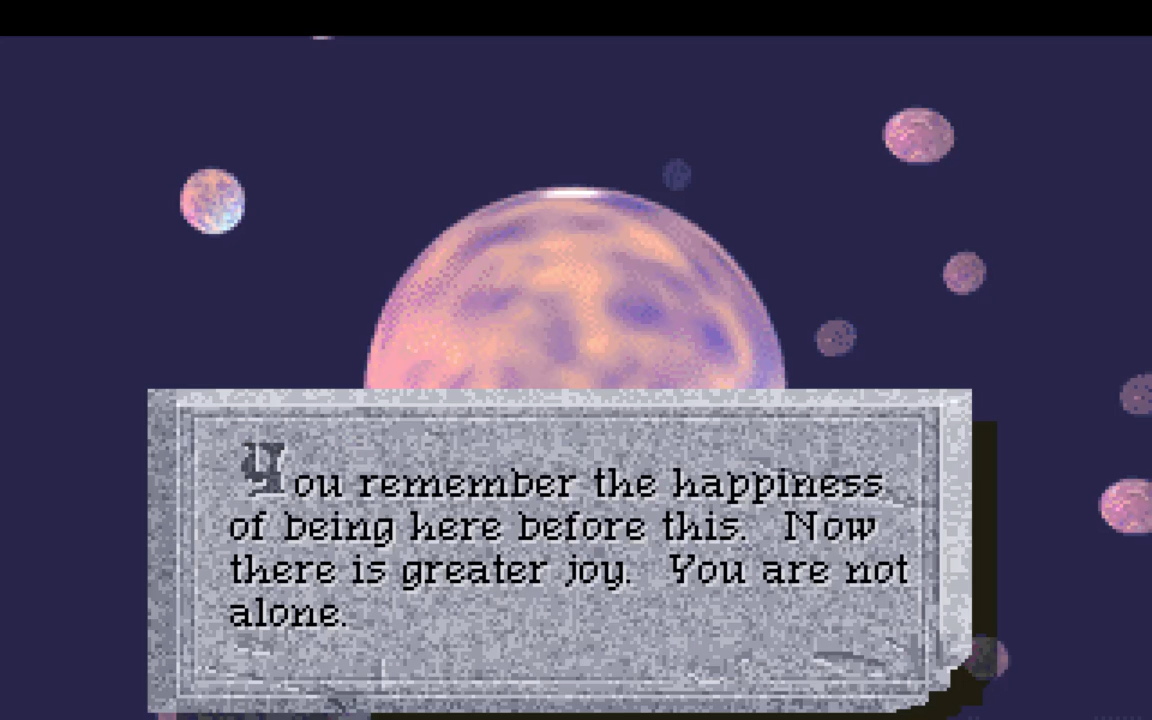 You remember the happiness
of being here before this.  Now
there is greater joy.  You are not
alone.